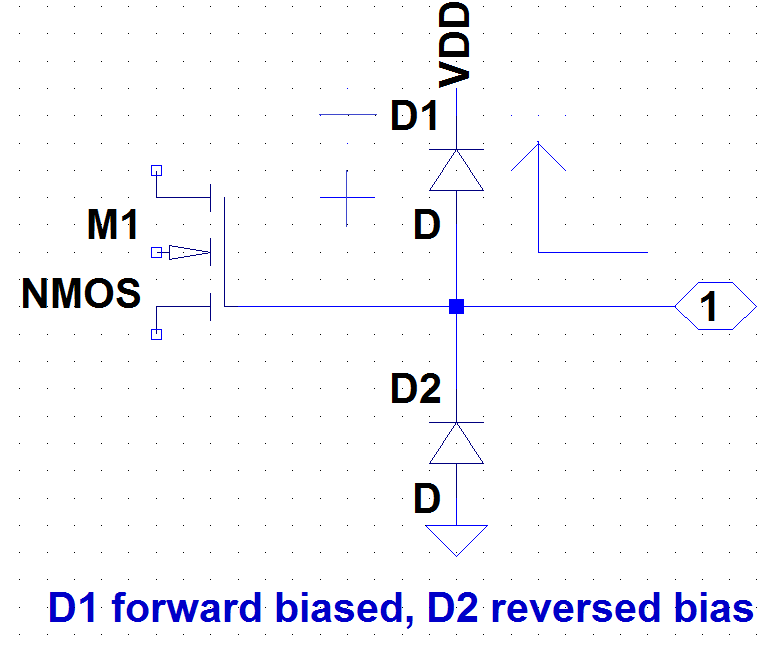 VDD
D1
D
M1
NMOS
1
D2
D
D1 forward biased, D2 reversed bias